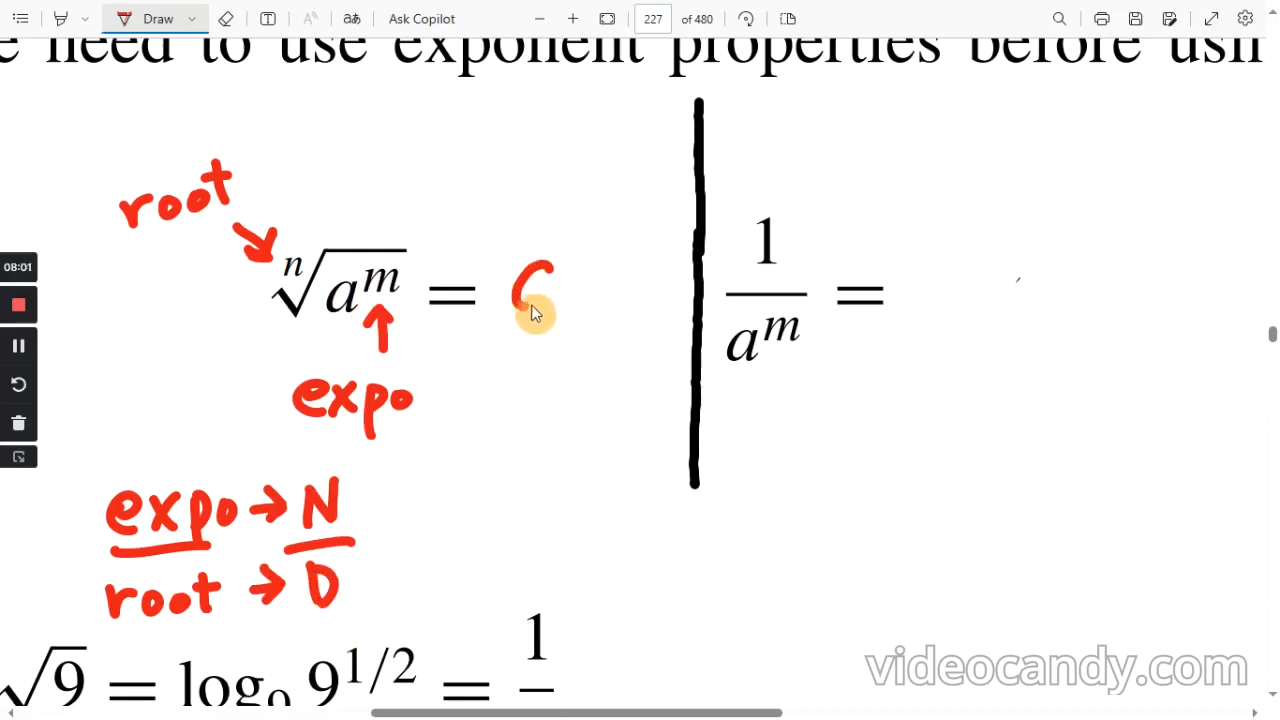 Draw
Ask Copilot
227 of 480
e need to use exponent properties before usin
root
ⁿ√aᵐ =
1/aᵐ =
08:01
expo
expo → N
root → D
√9 = log₉ 9^{1/2} = 1
videocandy.com